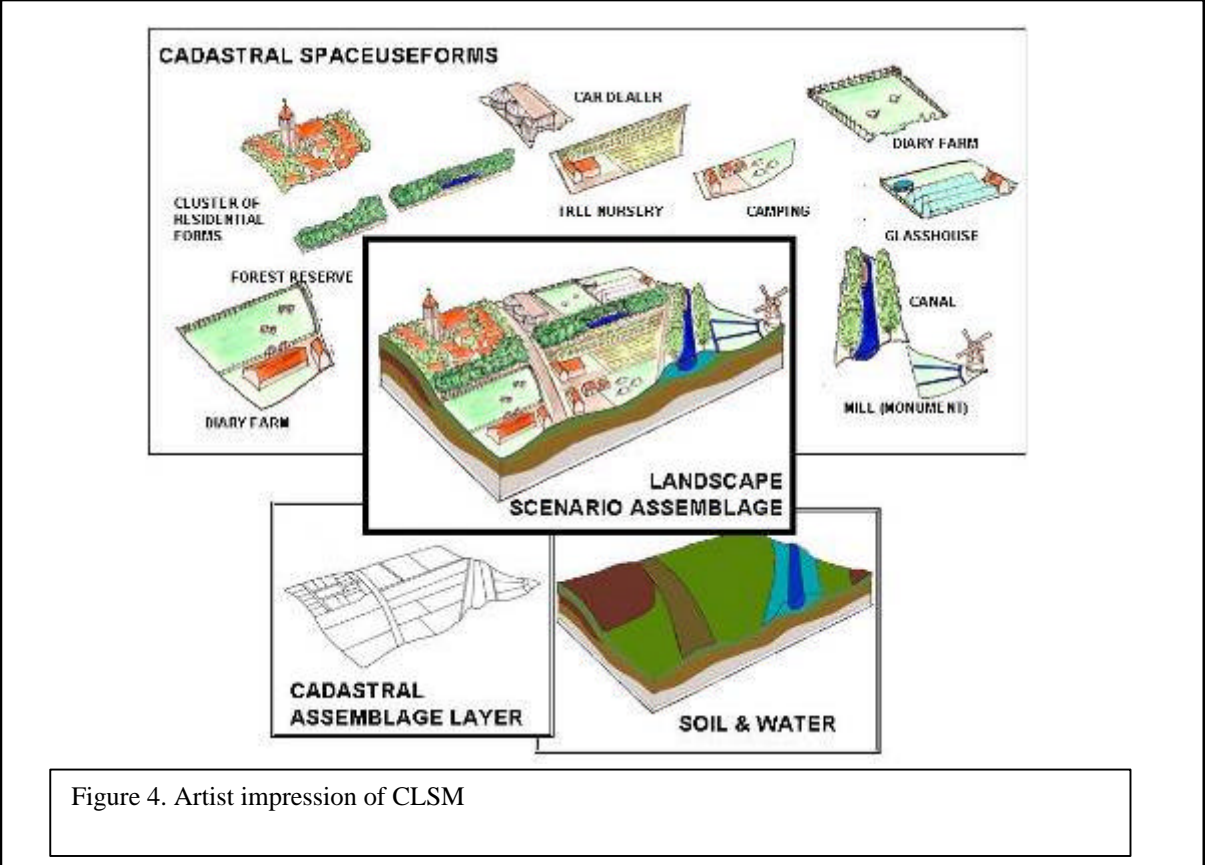 CADASTRAL SPACEUSEFORMS
CAR DEALER
DIARY FARM
CLUSTER OF
RESIDENTIAL
FORMS
TREE NURSERY
CAMPING
GLASSHOUSE
FOREST RESERVE
CANAL
DIARY FARM
MILL (MONUMENT)
LANDSCAPE
SCENARIO ASSEMBLAGE
CADASTRAL
ASSEMBLAGE LAYER
SOIL & WATER
Figure 4. Artist impression of CLSM